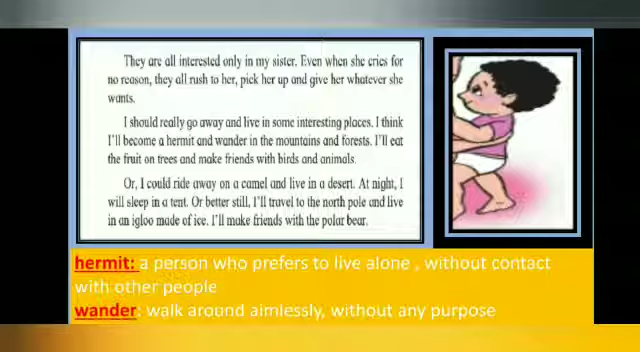 They are all interested only in my sister. Even when she cries for
no reason, they all rush to her, pick her up and give her whatever she
wants.
I should really go away and live in some interesting places. I think
I'll become a hermit and wander in the mountains and forests. I'll eat
the fruit on trees and make friends with birds and animals.
Or, I could ride away on a camel and live in a desert. At night, I
will sleep in a tent. Or better still, I'll travel to the north pole and live
in an igloo made of ice. I'll make friends with the polar bear.
hermit: a person who prefers to live alone , without contact
with other people
wander: walk around aimlessly, without any purpose